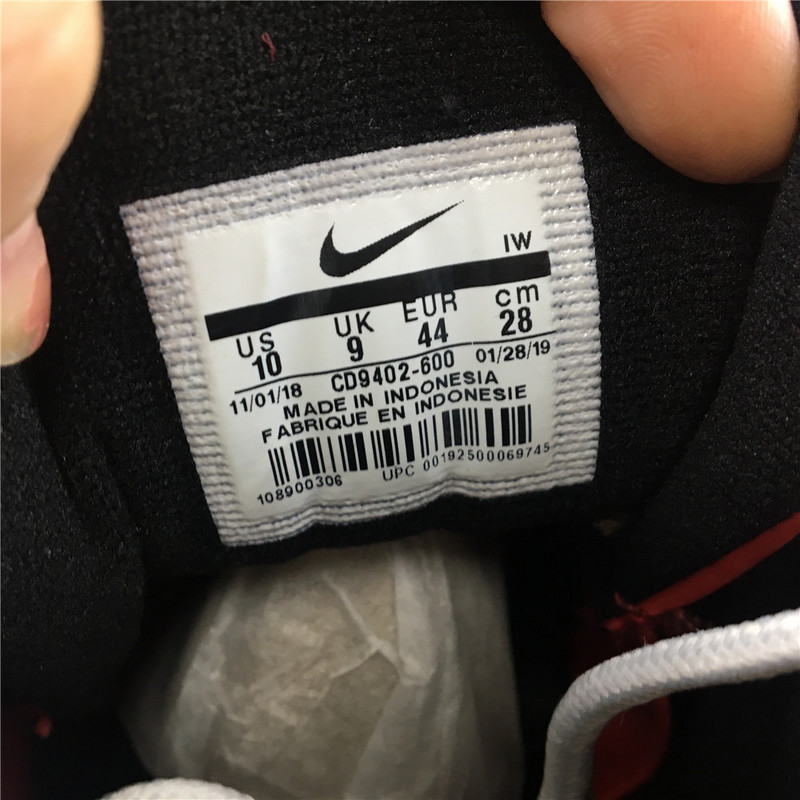 IW
US UK EUR cm
10 9 44 28
11/01/18 CD9402-600 01/28/19
MADE IN INDONESIA
FABRIQUE EN INDONESIE
108900306 UPC 00192500069745